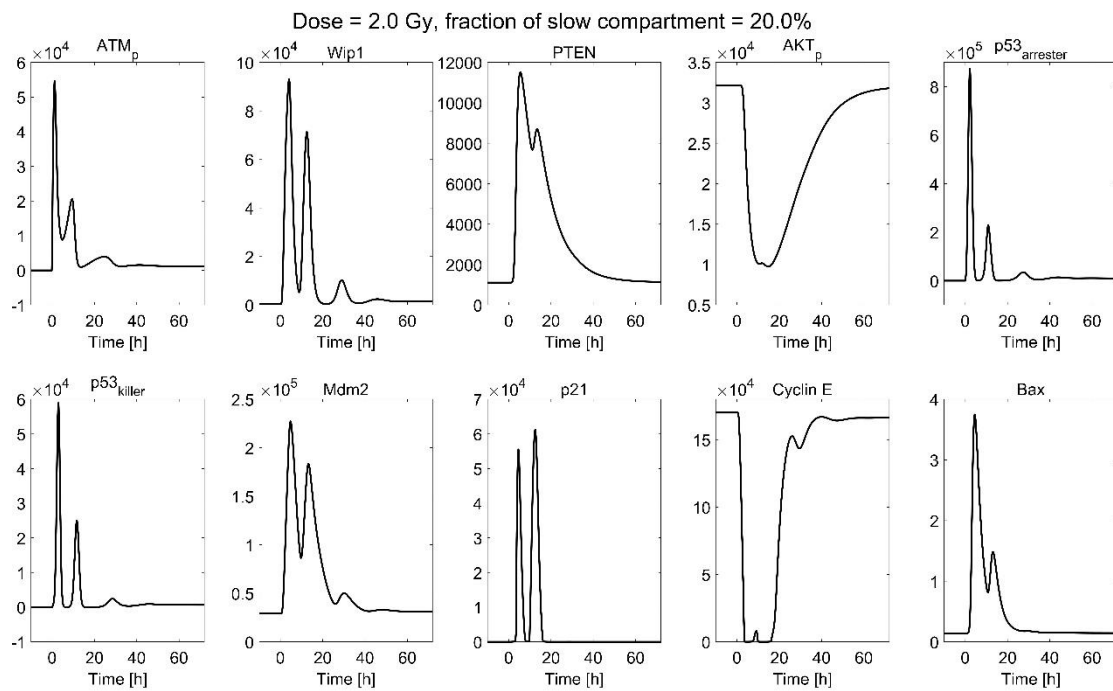 Dose = 2.0 Gy, fraction of slow compartment = 20.0%
×10⁴ ATMₚ
6
5
4
3
2
1
0
-1
0 20 40 60
Time [h]
×10⁴ Wip1
10
8
6
4
2
0
0 20 40 60
Time [h]
PTEN
12000
10000
8000
6000
4000
2000
0 20 40 60
Time [h]
×10⁴ AKTₚ
3.5
3
2.5
2
1.5
1
0.5
0 20 40 60
Time [h]
×10⁵ p53arrester
8
6
4
2
0
0 20 40 60
Time [h]
×10⁴ p53killer
6
5
4
3
2
1
0
-1
0 20 40 60
Time [h]
×10⁵ Mdm2
2.5
2
1.5
1
0.5
0
0 20 40 60
Time [h]
×10⁴ p21
7
6
5
4
3
2
1
0
0 20 40 60
Time [h]
×10⁴ Cyclin E
15
10
5
0
0 20 40 60
Time [h]
×10⁴ Bax
4
3
2
1
0
0 20 40 60
Time [h]